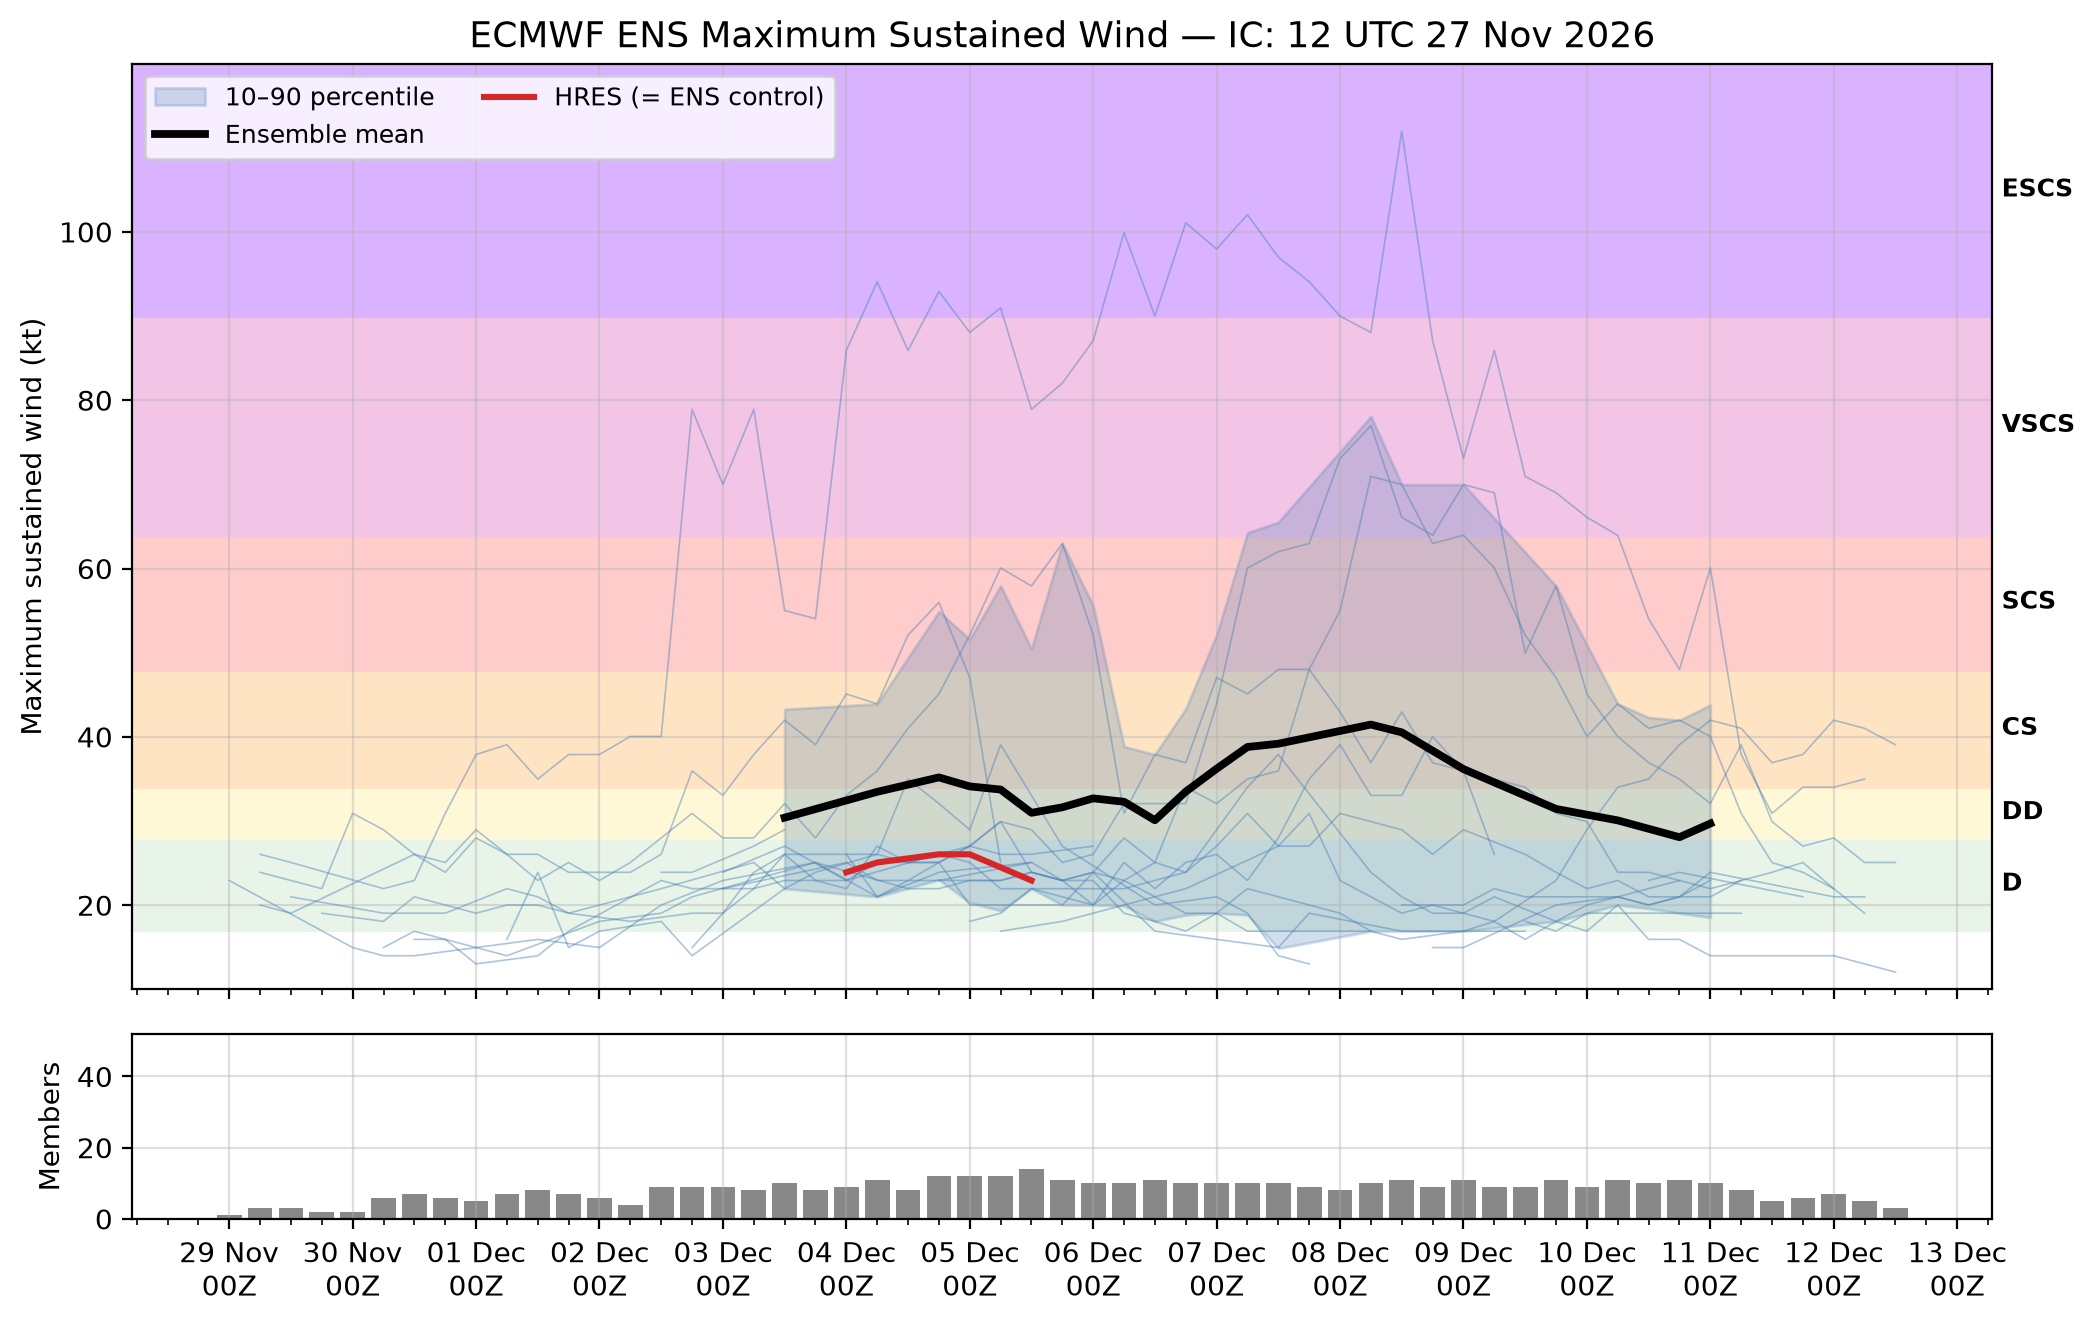 ECMWF ENS Maximum Sustained Wind — IC: 12 UTC 27 Nov 2026
10–90 percentile
Ensemble mean
HRES (= ENS control)
Maximum sustained wind (kt)
100
80
60
40
20
ESCS
VSCS
SCS
CS
DD
D
Members
40
20
0
29 Nov 30 Nov 01 Dec 02 Dec 03 Dec 04 Dec 05 Dec 06 Dec 07 Dec 08 Dec 09 Dec 10 Dec 11 Dec 12 Dec 13 Dec
00Z 00Z 00Z 00Z 00Z 00Z 00Z 00Z 00Z 00Z 00Z 00Z 00Z 00Z 00Z